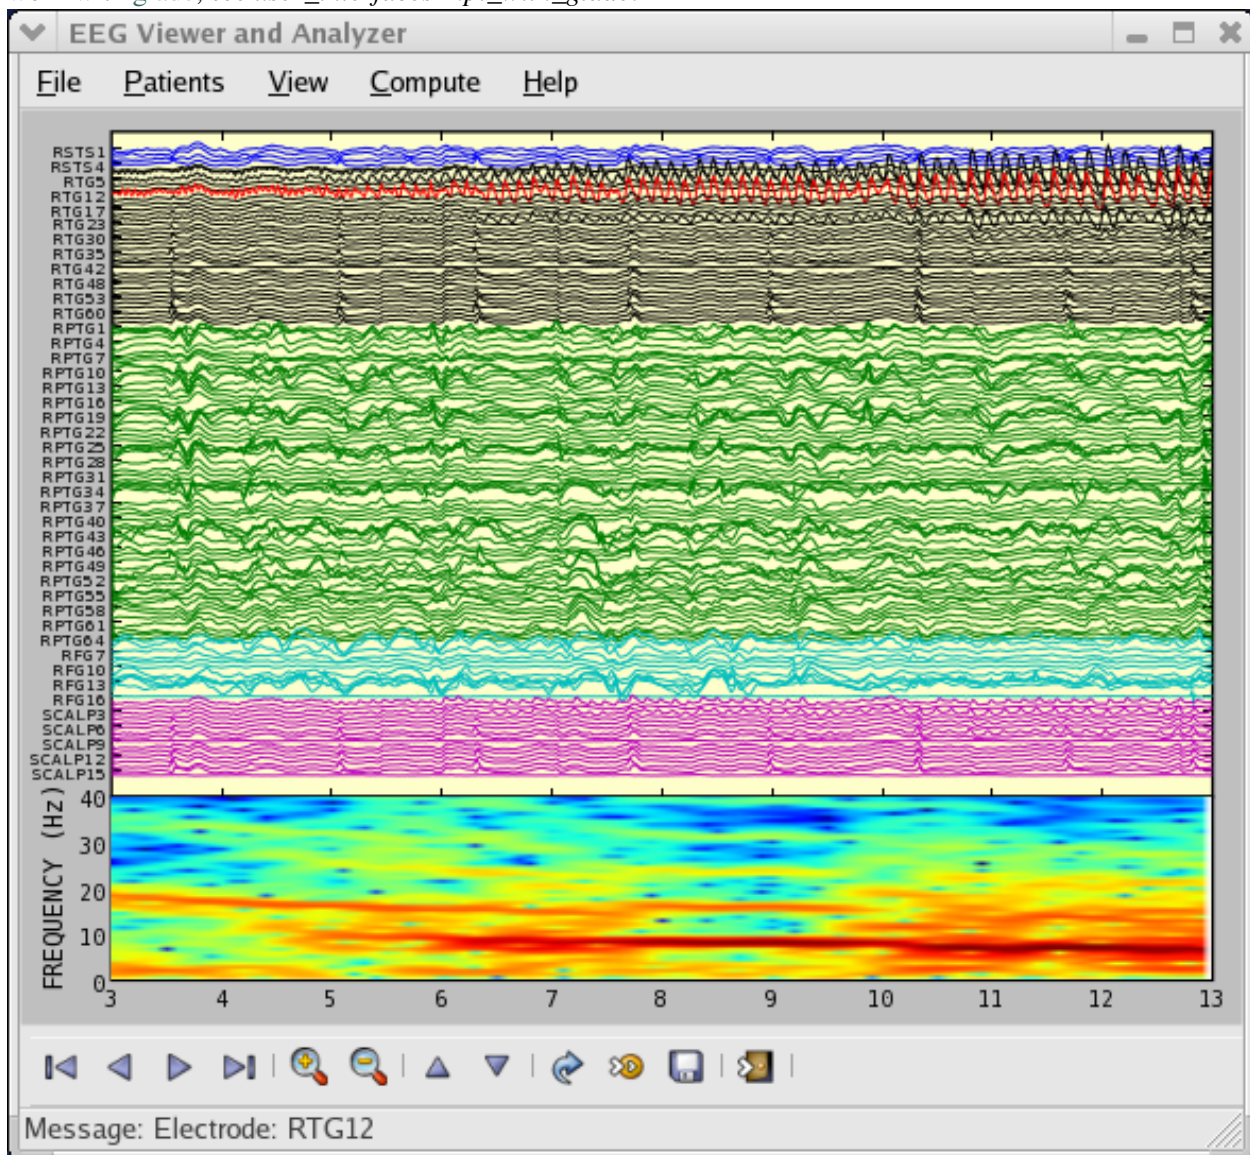 EEG Viewer and Analyzer
File Patients View Compute Help
RSTS1
RSTS4
RTG5
RTG12
RTG17
RTG23
RTG30
RTG35
RTG42
RTG48
RTG53
RTG60
RPTG1
RPTG4
RPTG7
RPTG10
RPTG13
RPTG16
RPTG19
RPTG22
RPTG25
RPTG28
RPTG31
RPTG34
RPTG37
RPTG40
RPTG43
RPTG46
RPTG49
RPTG52
RPTG55
RPTG58
RPTG61
RPTG64
RFG7
RFG10
RFG13
RFG16
SCALP3
SCALP6
SCALP9
SCALP12
SCALP15
FREQUENCY (Hz)
40
30
20
10
0
3 4 5 6 7 8 9 10 11 12 13
Message: Electrode: RTG12